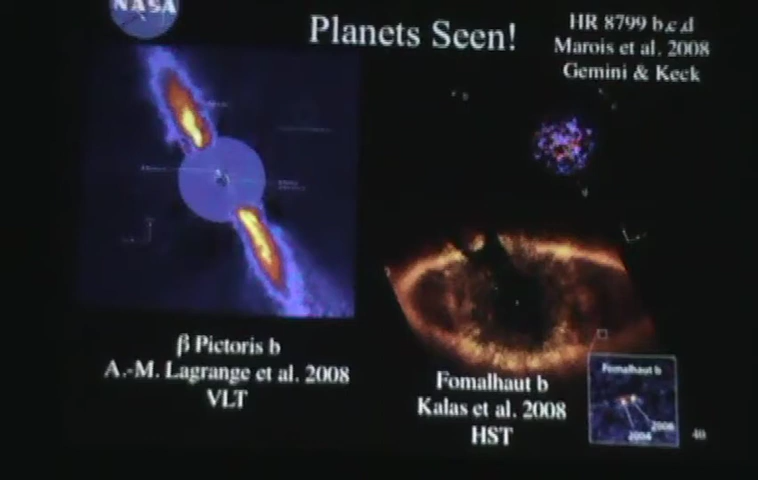 NASA
Planets Seen!
HR 8799 b,c,d
Marois et al. 2008
Gemini & Keck
β Pictoris b
A.-M. Lagrange et al. 2008
VLT
Fomalhaut b
Kalas et al. 2008
HST
Fomalhaut b
2006
2004
40